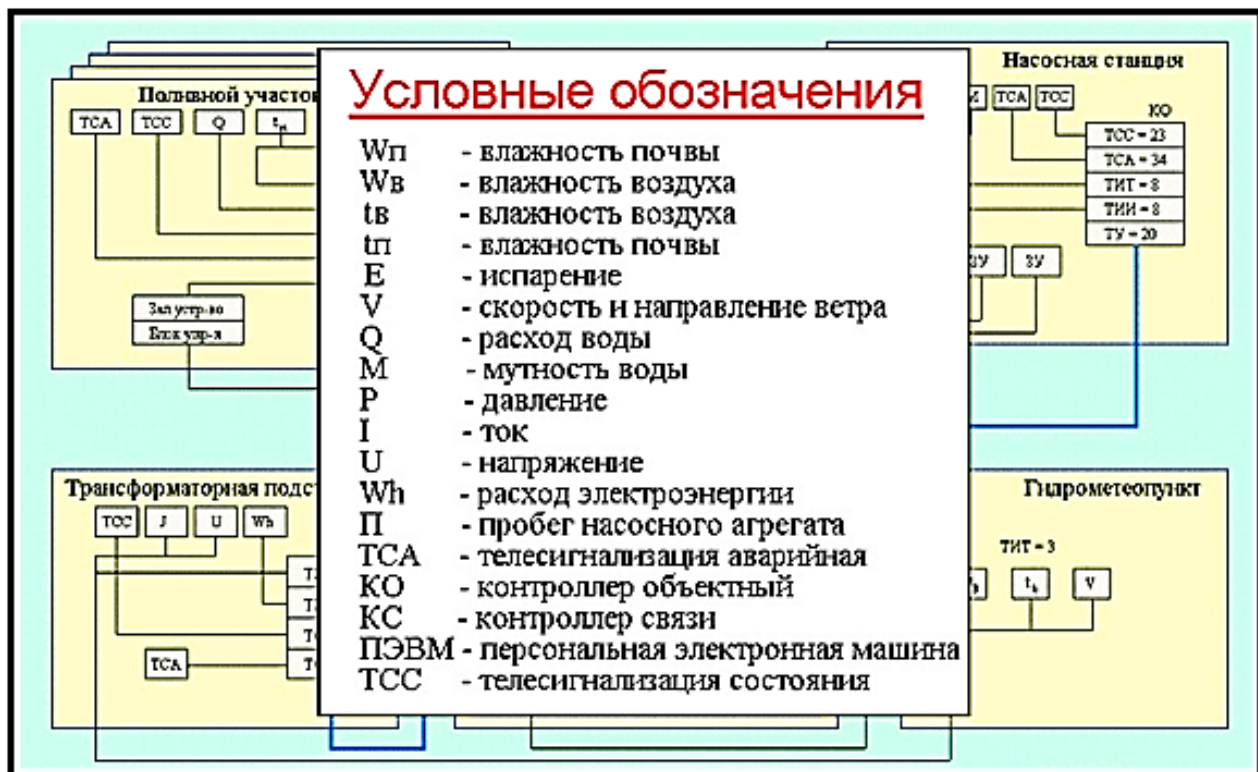 Поливной участок
ТСА ТСС Q tп
Зап устр-во
Блок упр-я
Насосная станция
ТСА ТСС
КО
ТСС = 23
ТСА = 34
ТИТ = 8
ТИИ = 8
ТУ = 20
ЗУ
Условные обозначения
Wп - влажность почвы
Wв - влажность воздуха
tв - влажность воздуха
tп - влажность почвы
E - испарение
V - скорость и направление ветра
Q - расход воды
M - мутность воды
P - давление
I - ток
U - напряжение
Wh - расход электроэнергии
П - пробег насосного агрегата
ТСА - телесигнализация аварийная
КО - контроллер объектный
КС - контроллер связи
ПЭВМ - персональная электронная машина
ТСС - телесигнализация состояния
Трансформаторная
ТСС J U Wh
ТСА
Гидрометеопункт
ТИТ = 3
tв V